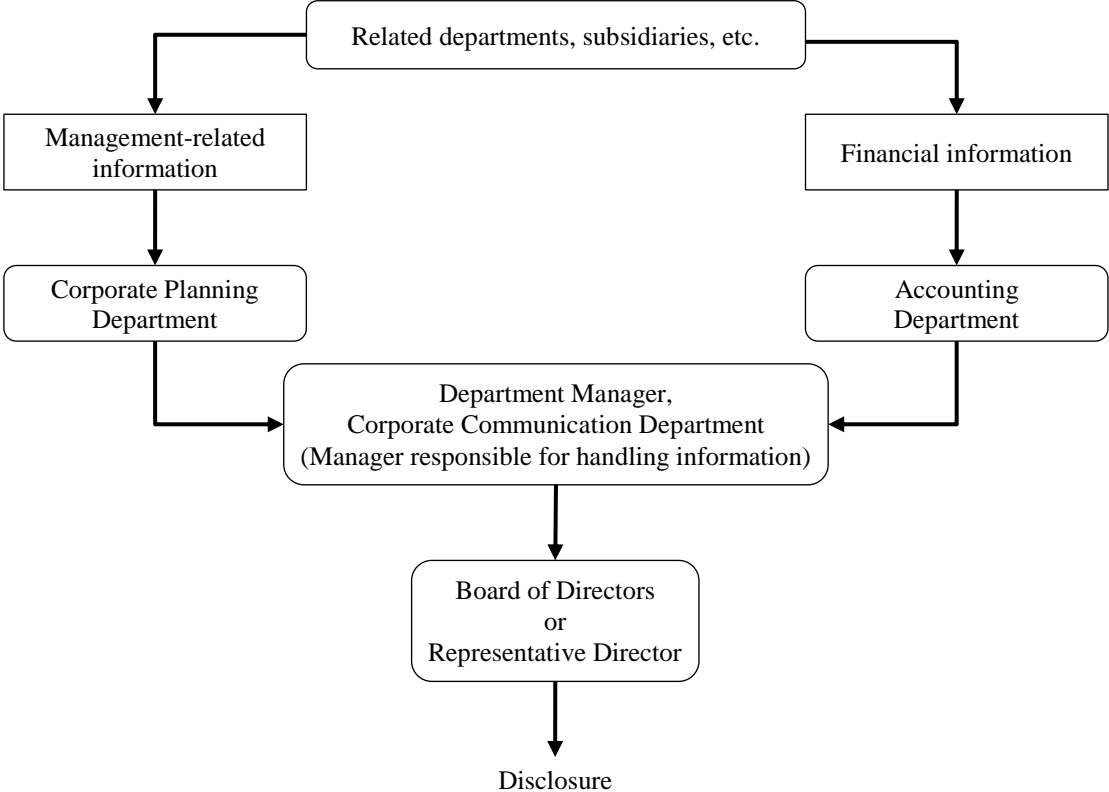 Related departments, subsidiaries, etc.
Management-related
information
Financial information
Corporate Planning
Department
Accounting
Department
Department Manager,
Corporate Communication Department
(Manager responsible for handling information)
Board of Directors
or
Representative Director
Disclosure